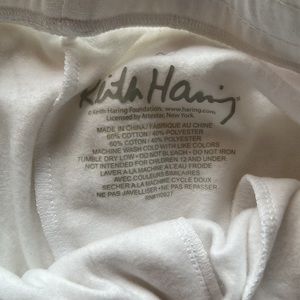 Keith Haring
© Keith Haring Foundation, www.haring.com
Licensed by Artestar, New York.
MADE IN CHINA/ FABRIQUE AU CHINE
60% COTTON / 40% POLYESTER
60% COTON / 40% POLYESTER
MACHINE WASH COLD WITH LIKE COLORS
TUMBLE DRY LOW - DO NOT BLEACH - DO NOT IRON
NOT INTENDED FOR CHILDREN 12 AND UNDER.
LAVER A LA MACHINE A L'EAU FROIDE
AVEC COULEURS SIMILAIRES
SECHER A LA MACHINE CYCLE DOUX
- NE PAS JAVELLISER - NE PAS REPASSER